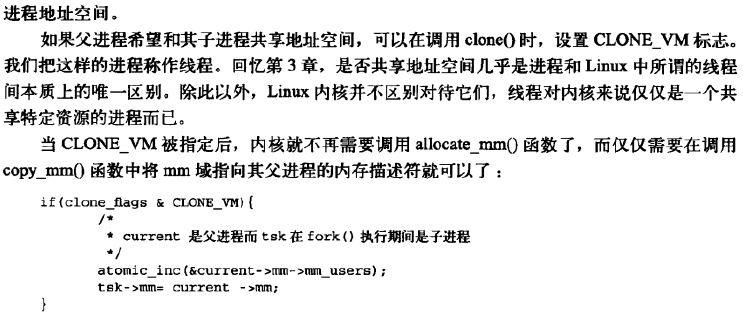 进程地址空间。
如果父进程希望和其子进程共享地址空间，可以在调用 clone() 时，设置 CLONE_VM 标志。
我们把这样的进程称作线程。回忆第 3 章，是否共享地址空间几乎是进程和 Linux 中所谓的线程
间本质上的唯一区别。除此以外，Linux 内核并不区别对待它们，线程对内核来说仅仅是一个共
享特定资源的进程而已。
当 CLONE_VM 被指定后，内核就不再需要调用 allocate_mm() 函数了，而仅仅需要在调用
copy_mm() 函数中将 mm 域指向其父进程的内存描述符就可以了：
if(clone_flags & CLONE_VM){
/*
* current 是父进程而 tsk 在 fork() 执行期间是子进程
*/
atomic_inc(&current->mm->mm_users);
tsk->mm= current ->mm;
}